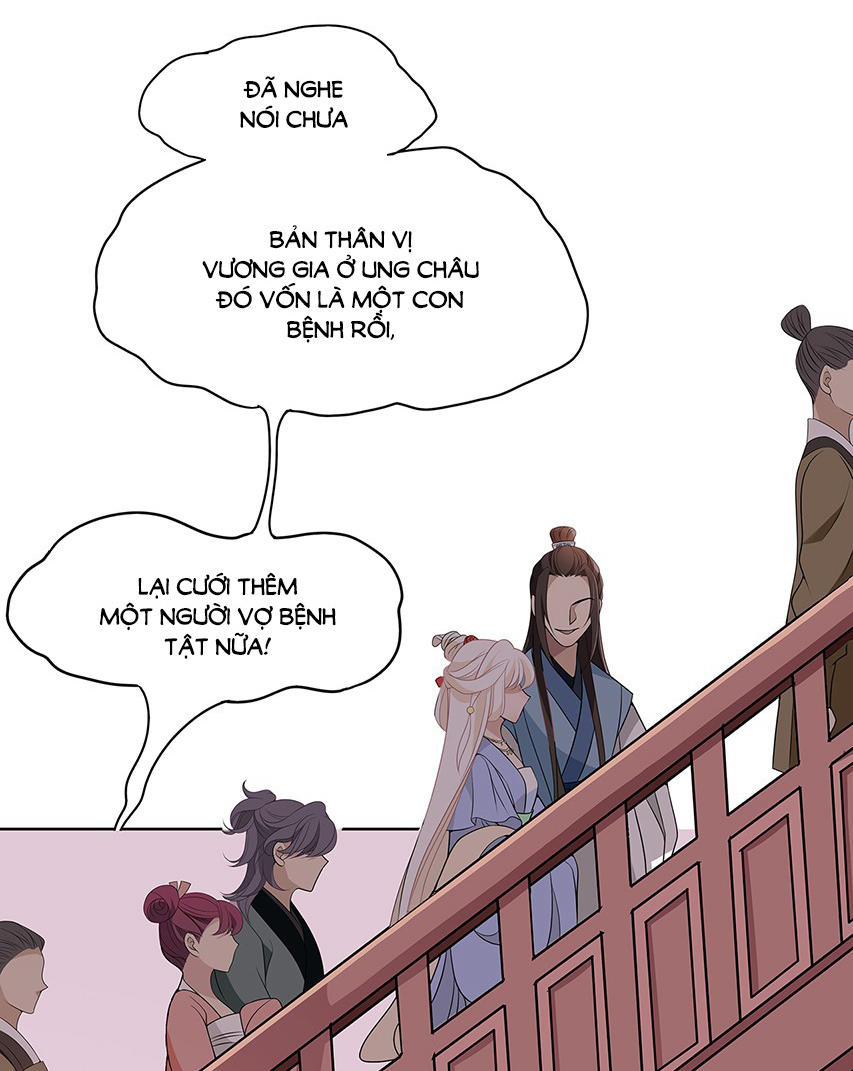 ĐÃ NGHE
NÓI CHƯA
BẢN THÂN VỊ
VƯƠNG GIA Ở UNG CHÂU
ĐÓ VỐN LÀ MỘT CON
BỆNH RỒI,
LẠI CƯỚI THÊM
MỘT NGƯỜI VỢ BỆNH
TẬT NỮA!